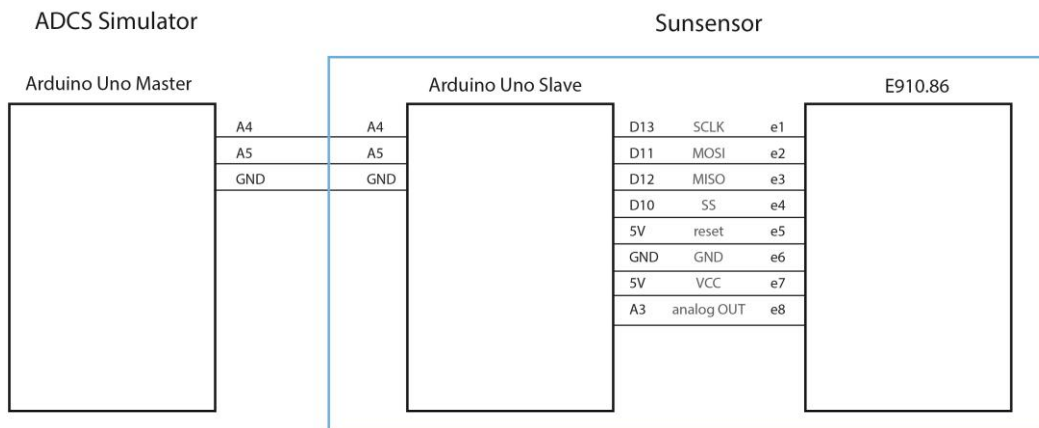 ADCS Simulator
Sunsensor
Arduino Uno Master
Arduino Uno Slave
E910.86
A4 A4 D13 SCLK e1
A5 A5 D11 MOSI e2
GND GND D12 MISO e3
D10 SS e4
5V reset e5
GND GND e6
5V VCC e7
A3 analog OUT e8